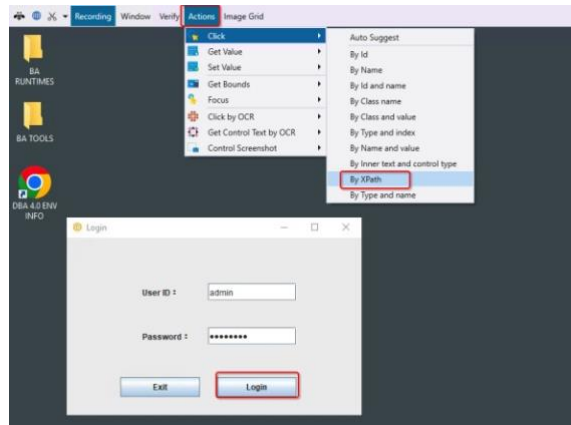 Recording Window Verify Actions Image Grid
Click
Get Value
Set Value
Get Bounds
Focus
Click by OCR
Get Control Text by OCR
Control Screenshot
Auto Suggest
By Id
By Name
By Id and name
By Class name
By Class and value
By Type and index
By Name and value
By Inner text and control type
By XPath
By Type and name
BA
RUNTIMES
BA TOOLS
DBA 4.0 ENV
INFO
Login
User ID :
admin
Password :
••••••••
Exit
Login